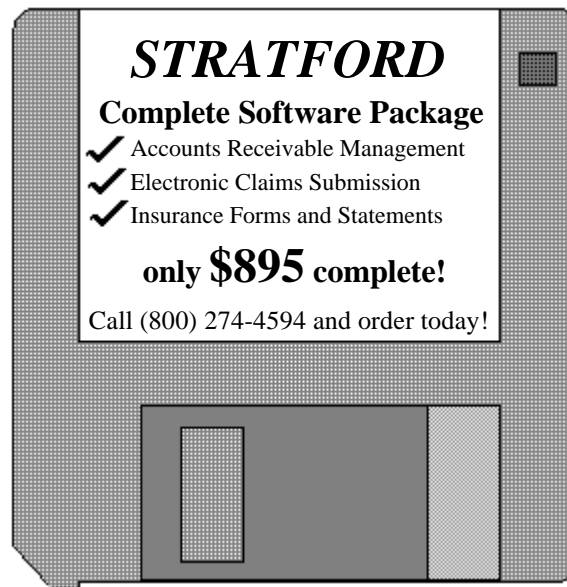 STRATFORD
Complete Software Package
Accounts Receivable Management
Electronic Claims Submission
Insurance Forms and Statements
only $895 complete!
Call (800) 274-4594 and order today!